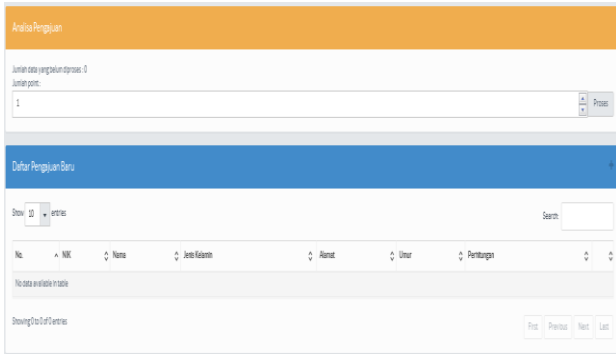 Analisa Pengajuan
Jumlah data yang belum diproses : 0
Jumlah point :
1 Proses
Daftar Pengajuan Baru +
Show 10 entries Search:
No. NIK Nama Jenis Kelamin Alamat Umur Perhitungan
No data available in table
Showing 0 to 0 of 0 entries
First Previous Next Last